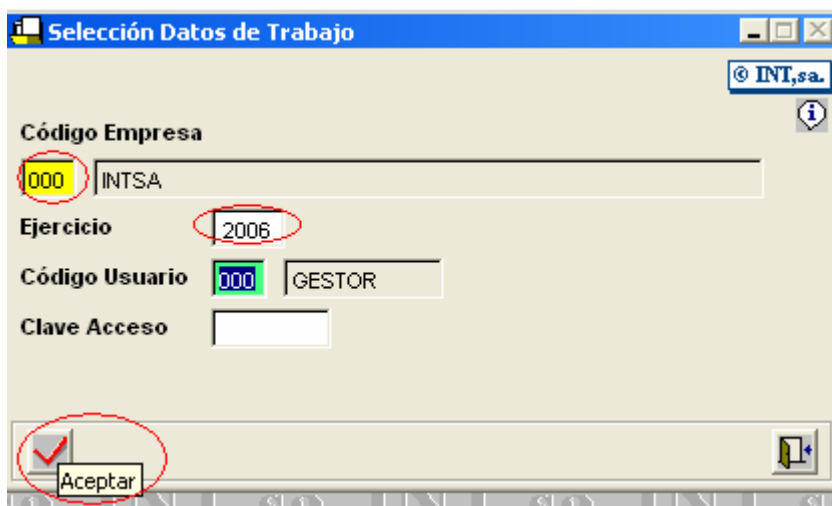 Selección Datos de Trabajo
© INT,sa.
Código Empresa
000 INTSA
Ejercicio 2006
Código Usuario 000 GESTOR
Clave Acceso
Aceptar